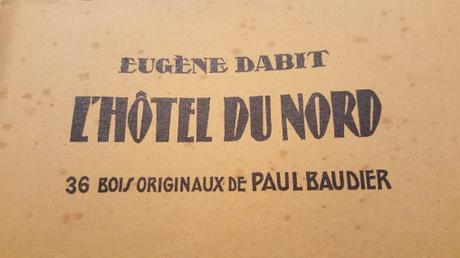 EUGÈNE DABIT
L'HÔTEL DU NORD
36 BOIS ORIGINAUX DE PAUL BAUDIER